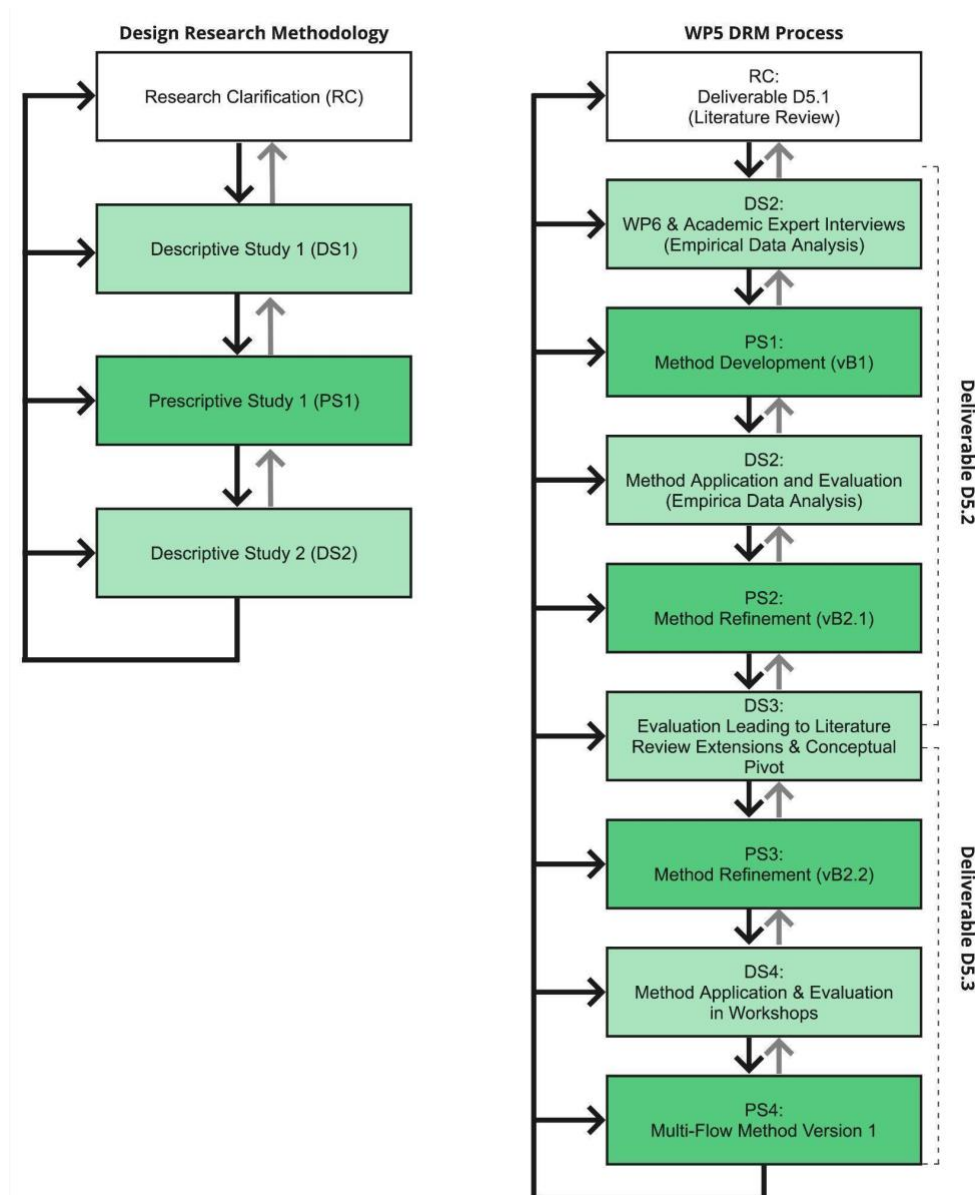 Design Research Methodology
Research Clarification (RC)
Descriptive Study 1 (DS1)
Prescriptive Study 1 (PS1)
Descriptive Study 2 (DS2)
WP5 DRM Process
RC:
Deliverable D5.1
(Literature Review)
DS2:
WP6 & Academic Expert Interviews
(Empirical Data Analysis)
PS1:
Method Development (vB1)
DS2:
Method Application and Evaluation
(Empirica Data Analysis)
PS2:
Method Refinement (vB2.1)
DS3:
Evaluation Leading to Literature
Review Extensions & Conceptual
Pivot
PS3:
Method Refinement (vB2.2)
DS4:
Method Application & Evaluation
in Workshops
PS4:
Multi-Flow Method Version 1
Deliverable D5.2
Deliverable D5.3